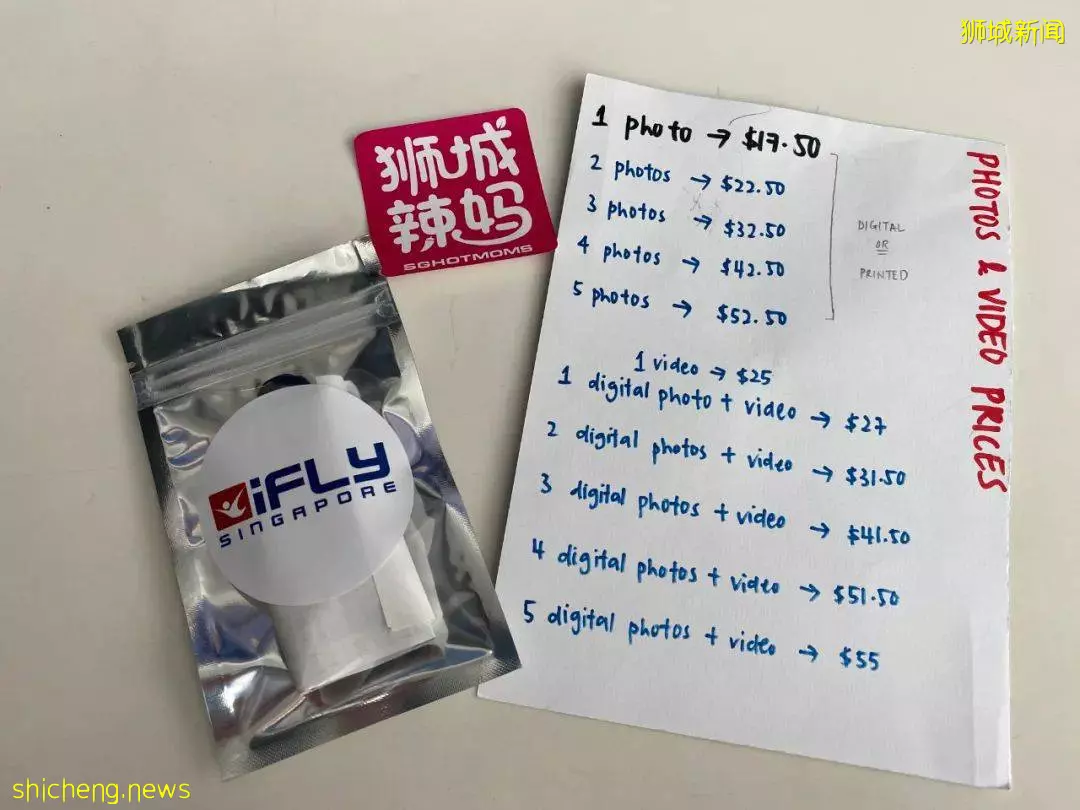 狮城新闻
狮城
辣妈
SGHOTMOMS
iFLY
SINGAPORE
PHOTOS & VIDEO PRICES
1 photo → $17.50
2 photos → $22.50
3 photos → $32.50
4 photos → $42.50
5 photos → $52.50
DIGITAL
OR
PRINTED
1 video → $25
1 digital photo + video → $27
2 digital photos + video → $31.50
3 digital photos + video → $41.50
4 digital photos + video → $51.50
5 digital photos + video → $55
shicheng.news